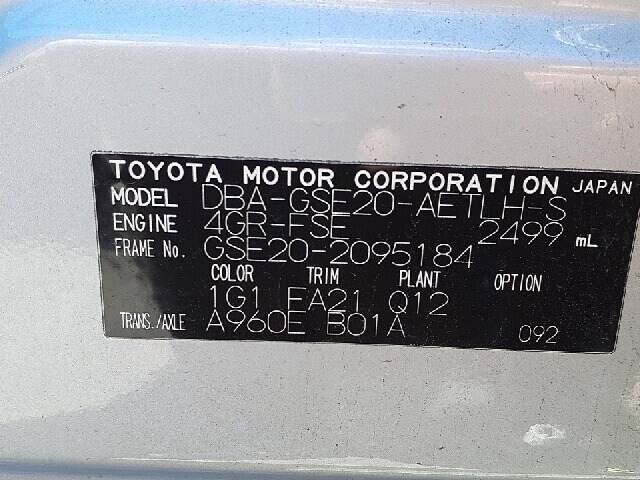 TOYOTA MOTOR CORPORATION JAPAN
MODEL DBA-GSE20-AETLH-S
ENGINE 4GR-FSE 2499 mL
FRAME No. GSE20-2095184
COLOR TRIM PLANT OPTION
1G1 FA21 Q12
TRANS./AXLE A960E B01A 092